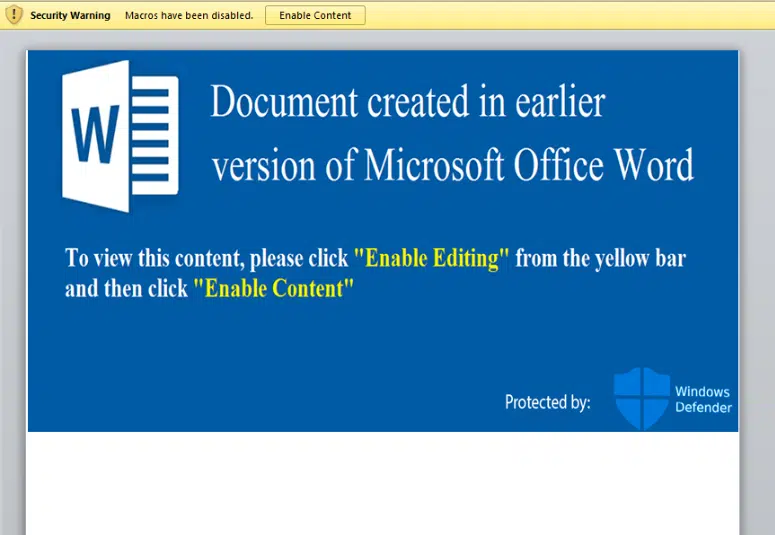 Security Warning Macros have been disabled. Enable Content
W
Document created in earlier
version of Microsoft Office Word
To view this content, please click "Enable Editing" from the yellow bar
and then click "Enable Content"
Protected by: Windows
Defender